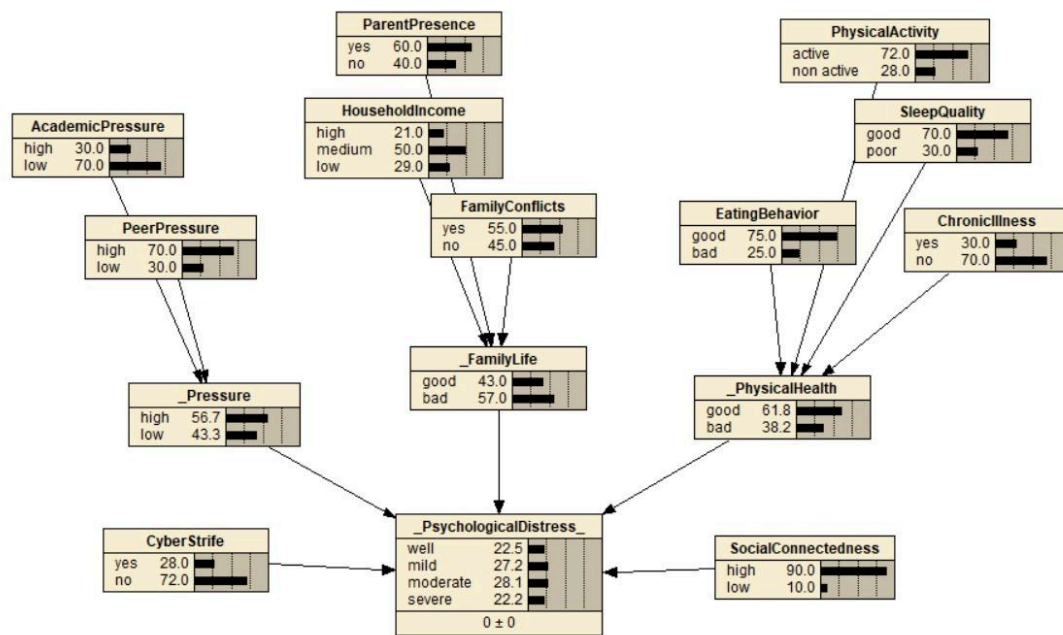 ParentPresence
yes 60.0
no 40.0
PhysicalActivity
active 72.0
non active 28.0
HouseholdIncome
high 21.0
medium 50.0
low 29.0
SleepQuality
good 70.0
poor 30.0
AcademicPressure
high 30.0
low 70.0
FamilyConflicts
yes 55.0
no 45.0
EatingBehavior
good 75.0
bad 25.0
ChronicIllness
yes 30.0
no 70.0
PeerPressure
high 70.0
low 30.0
_FamilyLife
good 43.0
bad 57.0
_Pressure
high 56.7
low 43.3
_PhysicalHealth
good 61.8
bad 38.2
_PsychologicalDistress_
well 22.5
mild 27.2
moderate 28.1
severe 22.2
0 ± 0
CyberStrife
yes 28.0
no 72.0
SocialConnectedness
high 90.0
low 10.0